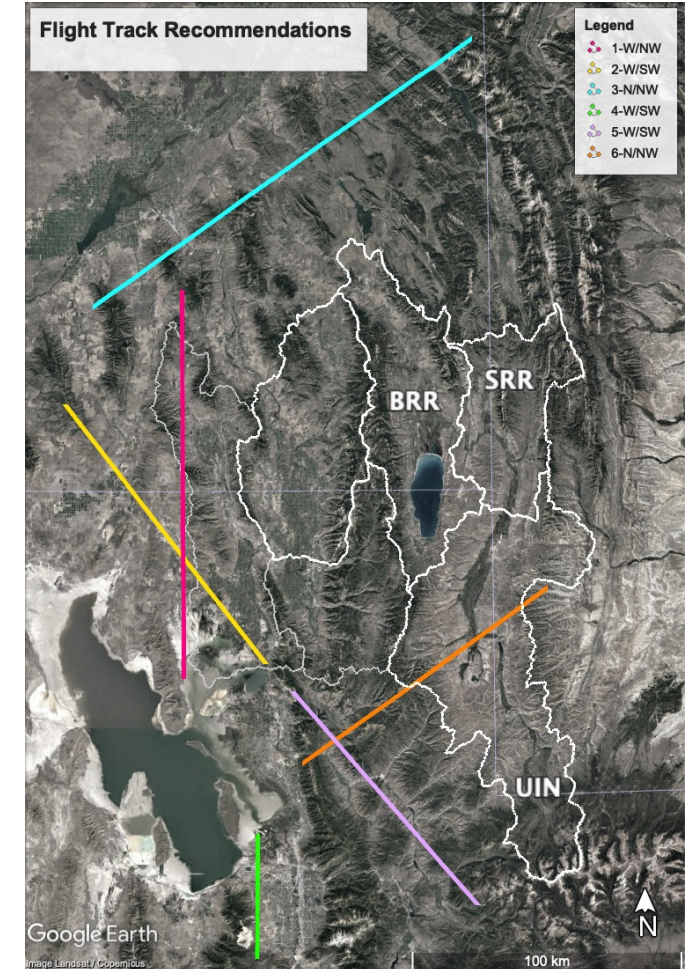 Flight Track Recommendations
Legend
1-W/NW
2-W/SW
3-N/NW
4-W/SW
5-W/SW
6-N/NW
SRR
BRR
UIN
N
Google Earth
Image Landsat / Copernicus
100 km